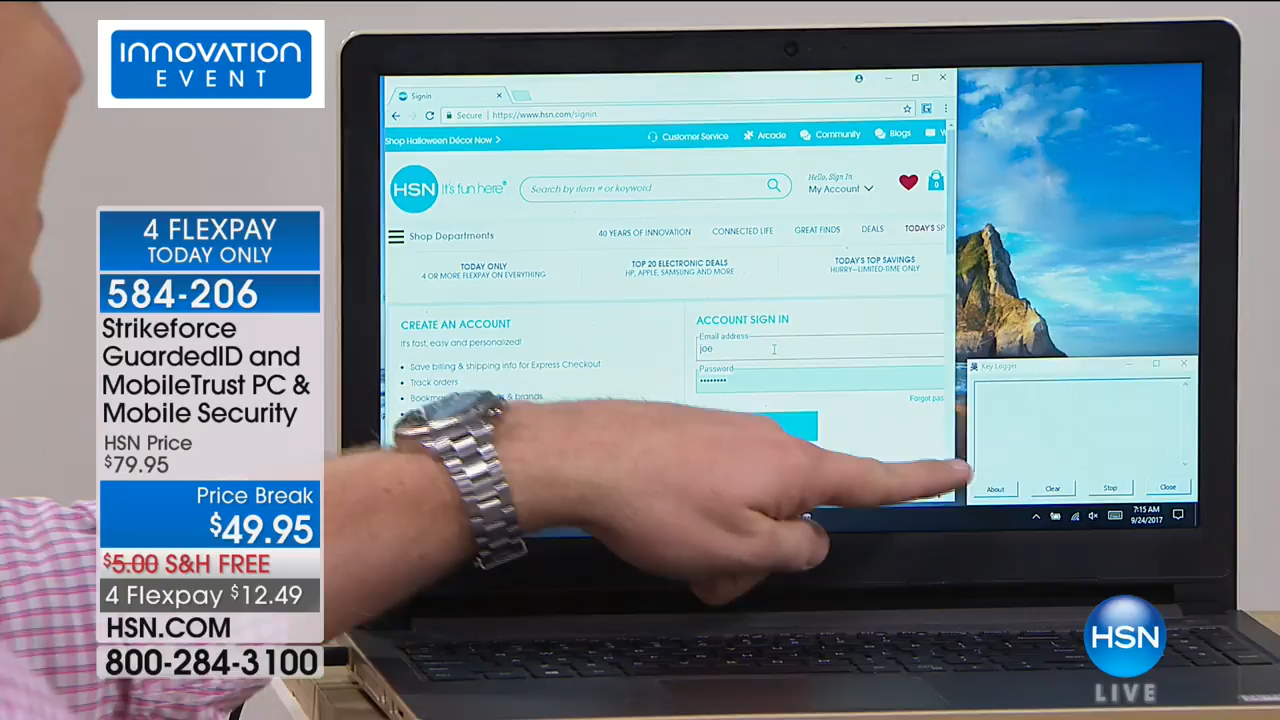 INNOVATION
EVENT
4 FLEXPAY
TODAY ONLY
584-206
Strikeforce
GuardedID and
MobileTrust PC &
Mobile Security
HSN Price
$79.95
Price Break
$49.95
$5.00 S&H FREE
4 Flexpay $12.49
HSN.COM
800-284-3100
Signin
Secure https://www.hsn.com/signin
Shop Halloween Décor Now >
Customer Service Arcade Community Blogs
HSN it's fun here*
Search by item # or keyword
Hello, Sign In
My Account
0
Shop Departments
40 YEARS OF INNOVATION CONNECTED LIFE GREAT FINDS DEALS TODAY'S SP
TODAY ONLY
4 OR MORE FLEXPAY ON EVERYTHING
TOP 20 ELECTRONIC DEALS
HP, APPLE, SAMSUNG AND MORE
TODAY'S TOP SAVINGS
HURRY—LIMITED-TIME ONLY
CREATE AN ACCOUNT
It's fast, easy and personalized!
• Save billing & shipping info for Express Checkout
• Track orders
& brands
ACCOUNT SIGN IN
Email address
joe
Password
••••••••
Forgot pas
Key Logger
About Clear Stop Close
7:15 AM
9/24/2017
HSN
LIVE